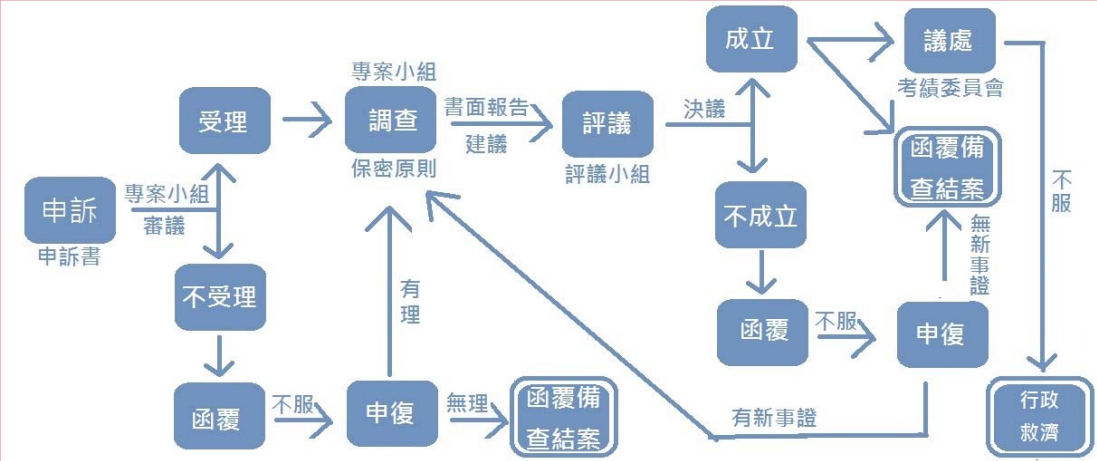 成立
議處
考績委員會
專案小組
受理
調查
書面報告
建議
保密原則
評議
評議小組
決議
函覆備
查結案
不服
申訴
申訴書
專案小組
審議
不成立
無新事證
不受理
有理
函覆
不服
申復
函覆
不服
申復
無理
函覆備
查結案
有新事證
行政
救濟